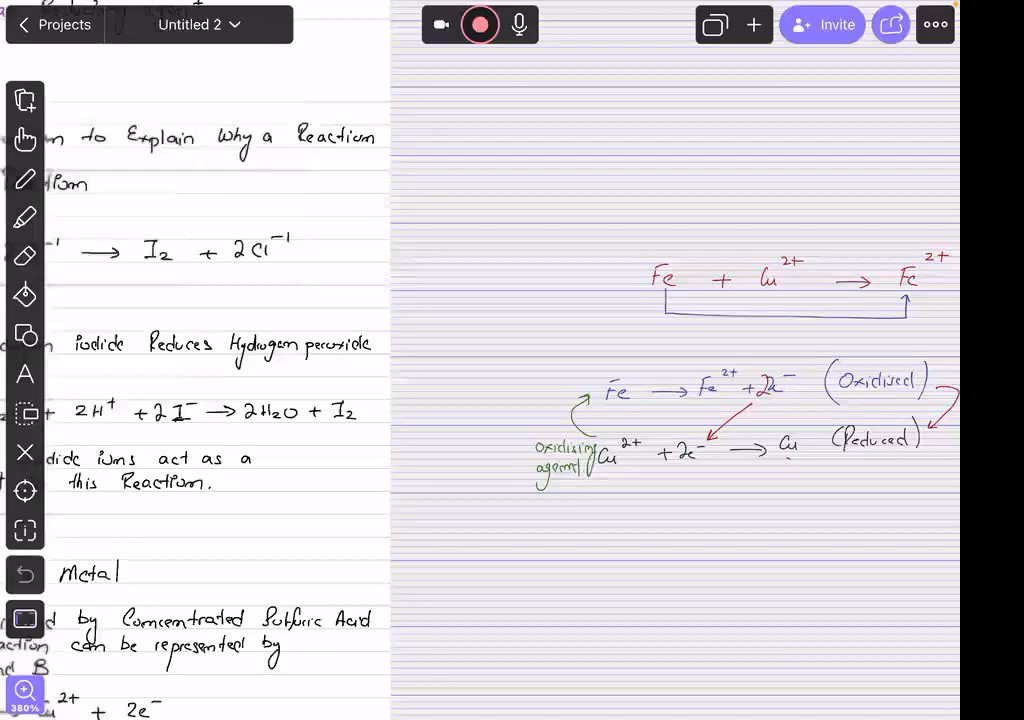 Reducing agent
Projects
Untitled 2
Invite
to Explain Why a Reaction
⟶ I₂ + 2Cl⁻¹
Fe + Cu²⁺ ⟶ Fe²⁺
iodide Reduces Hydrogen peroxide
Fe ⟶ Fe²⁺ + 2e⁻ (Oxidised)
+ 2H⁺ + 2I⁻ ⟶ 2H₂O + I₂
oxidising
agent
Cu²⁺ + 2e⁻ ⟶ Cu (Reduced)
ions act as a
this Reaction.
Metal
by Concentrated Sulfuric Acid
can be represented by
B
380%
²⁺ + 2e⁻